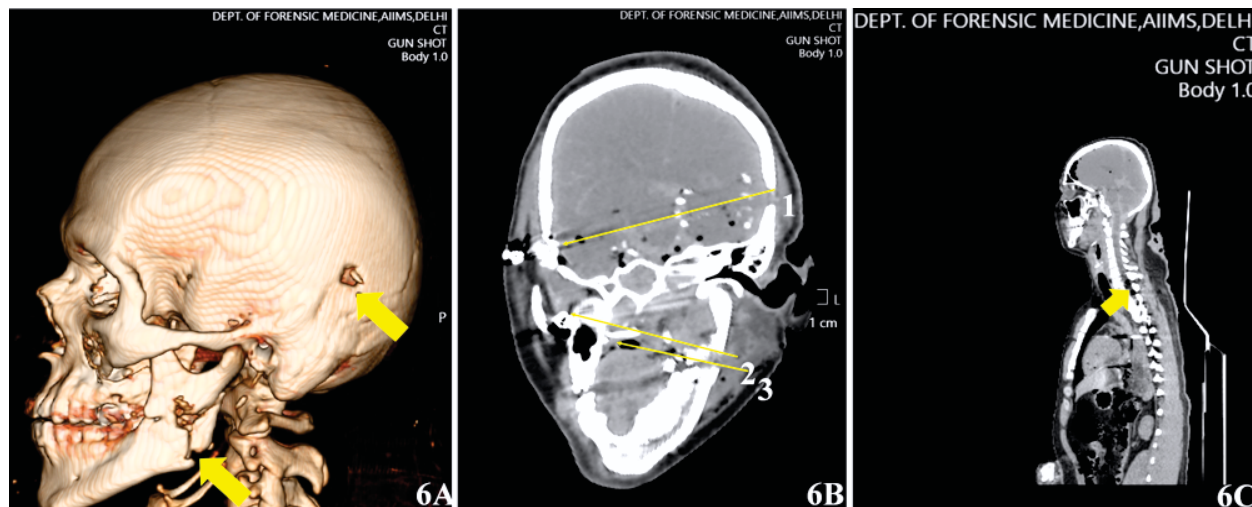 DEPT. OF FORENSIC MEDICINE,AIIMS,DELHI
CT
GUN SHOT
Body 1.0
P
6A
DEPT. OF FORENSIC MEDICINE,AIIMS,DELHI
CT
GUN SHOT
Body 1.0
1
L
1 cm
2
3
6B
DEPT. OF FORENSIC MEDICINE,AIIMS,DELHI
CT
GUN SHOT
Body 1.0
6C